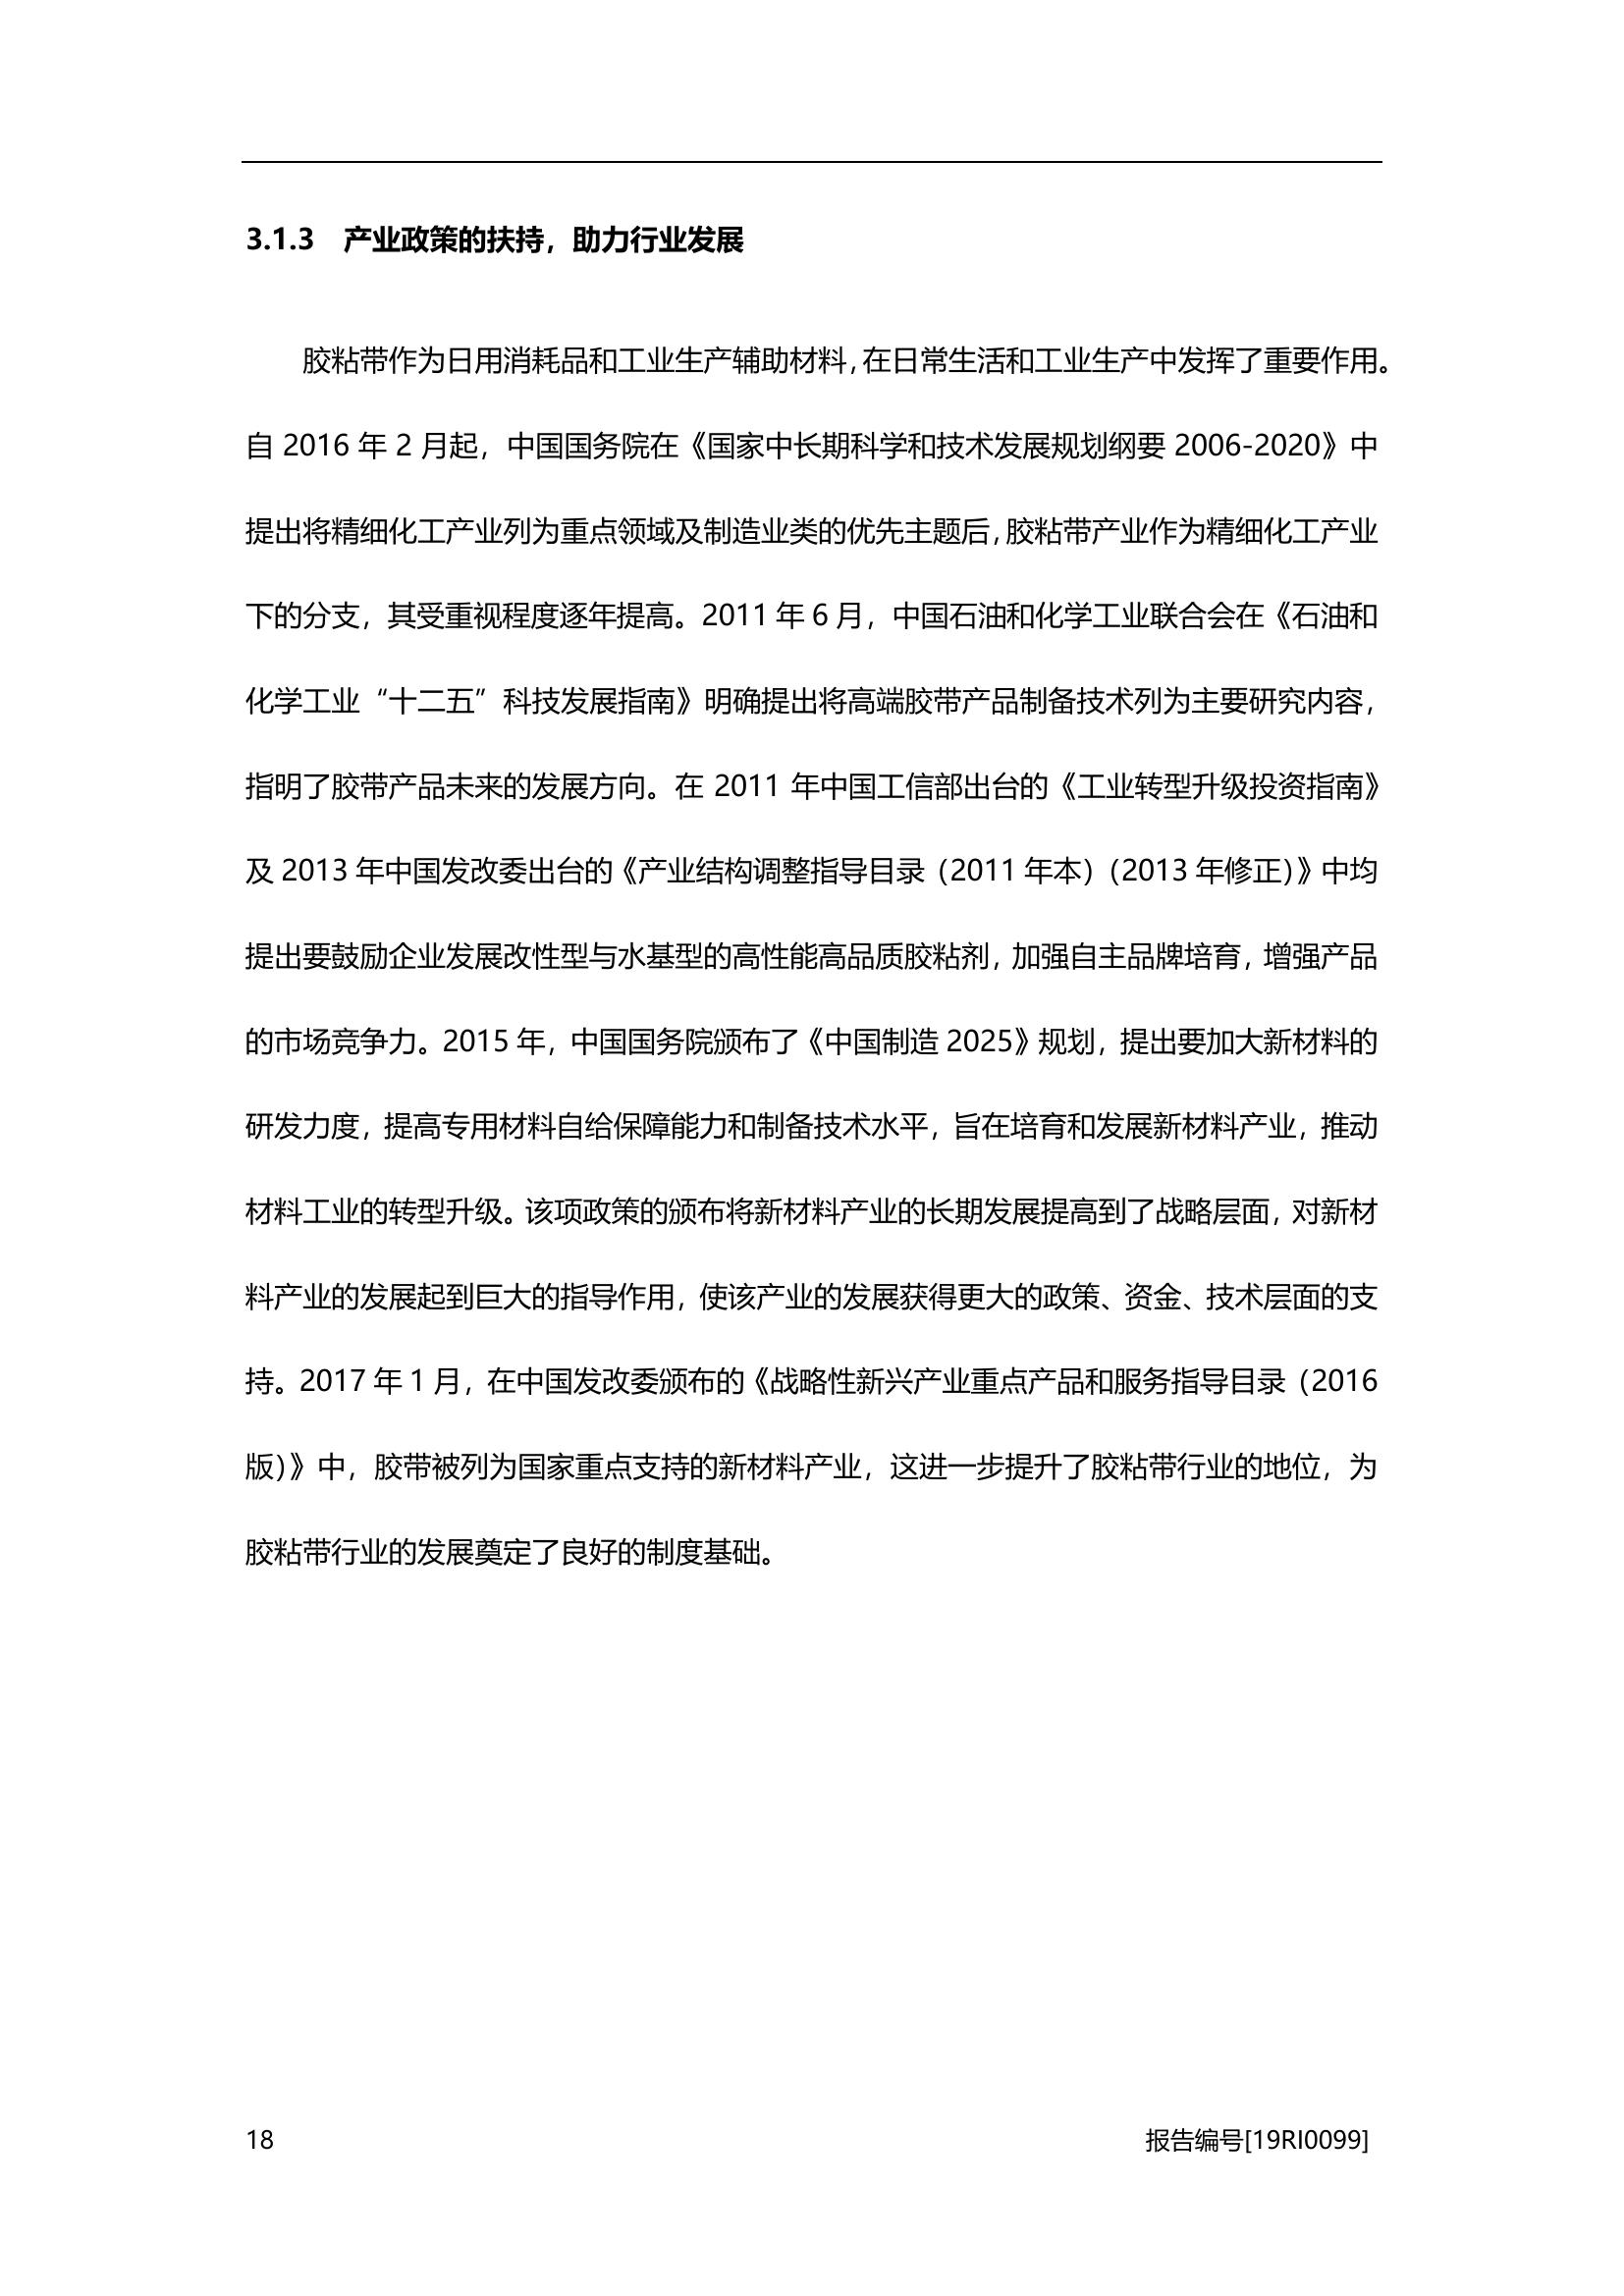 3.1.3 产业政策的扶持，助力行业发展
胶粘带作为日用消耗品和工业生产辅助材料，在日常生活和工业生产中发挥了重要作用。
自 2016 年 2 月起，中国国务院在《国家中长期科学和技术发展规划纲要 2006-2020》中
提出将精细化工产业列为重点领域及制造业类的优先主题后，胶粘带产业作为精细化工产业
下的分支，其受重视程度逐年提高。2011 年 6 月，中国石油和化学工业联合会在《石油和
化学工业“十二五”科技发展指南》明确提出将高端胶带产品制备技术列为主要研究内容，
指明了胶带产品未来的发展方向。在 2011 年中国工信部出台的《工业转型升级投资指南》
及 2013 年中国发改委出台的《产业结构调整指导目录（2011 年本）（2013 年修正）》中均
提出要鼓励企业发展改性型与水基型的高性能高品质胶粘剂，加强自主品牌培育，增强产品
的市场竞争力。2015 年，中国国务院颁布了《中国制造 2025》规划，提出要加大新材料的
研发力度，提高专用材料自给保障能力和制备技术水平，旨在培育和发展新材料产业，推动
材料工业的转型升级。该项政策的颁布将新材料产业的长期发展提高到了战略层面，对新材
料产业的发展起到巨大的指导作用，使该产业的发展获得更大的政策、资金、技术层面的支
持。2017 年 1 月，在中国发改委颁布的《战略性新兴产业重点产品和服务指导目录（2016
版）》中，胶带被列为国家重点支持的新材料产业，这进一步提升了胶粘带行业的地位，为
胶粘带行业的发展奠定了良好的制度基础。
18 报告编号[19RI0099]